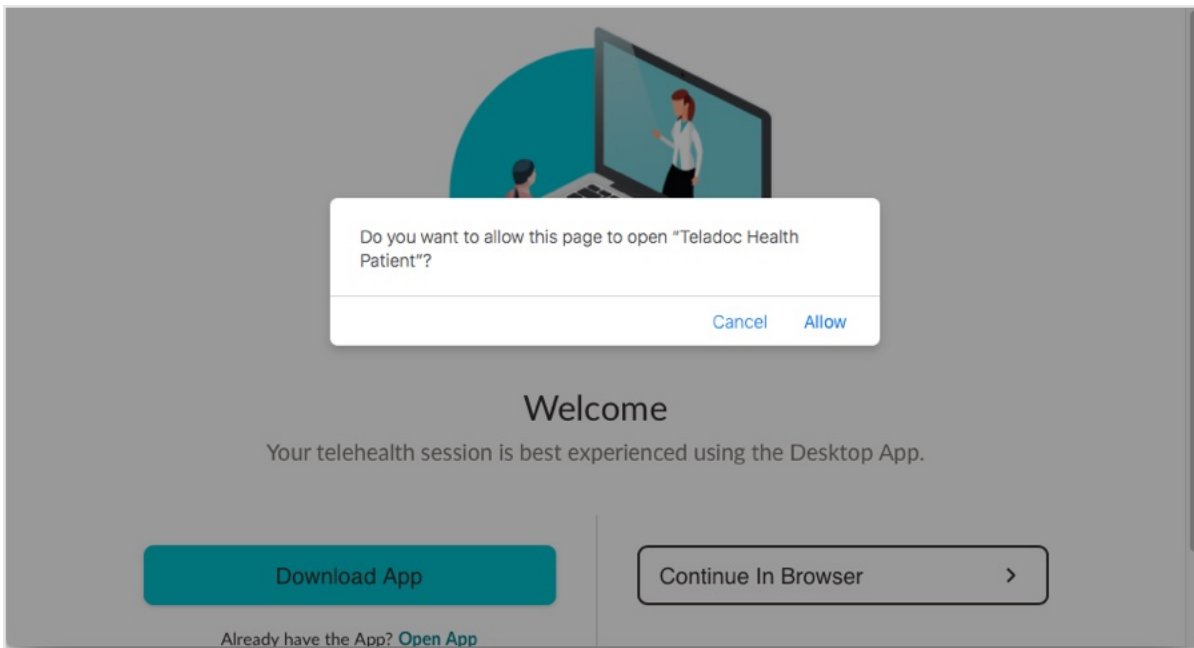 Do you want to allow this page to open “Teladoc Health
Patient”?
Cancel Allow
Welcome
Your telehealth session is best experienced using the Desktop App.
Download App
Continue In Browser >
Already have the App? Open App